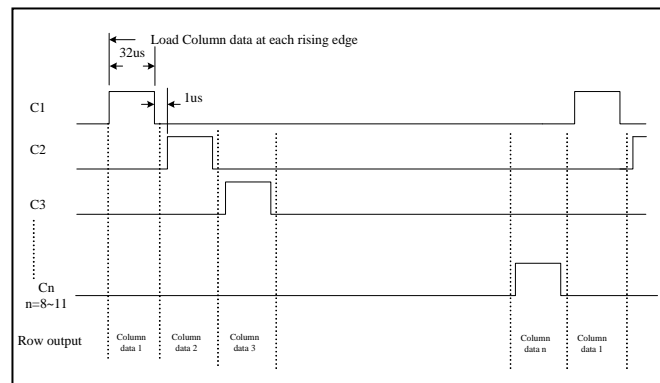 Load Column data at each rising edge
32us
1us
C1
C2
C3
Cn
n=8~11
Row output
Column data 1
Column data 2
Column data 3
Column data n
Column data 1